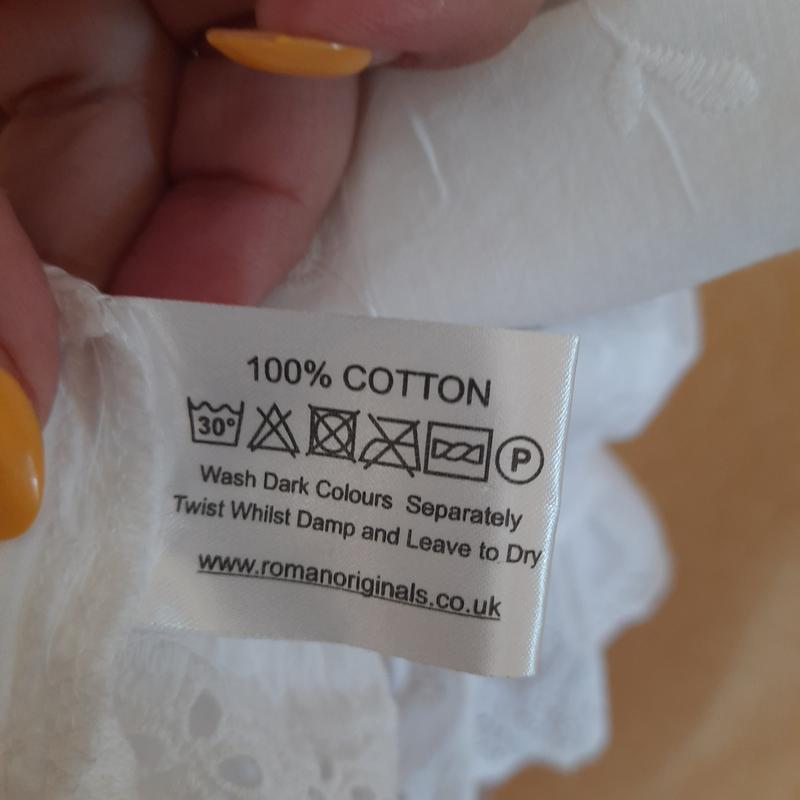 100% COTTON
30° P
Wash Dark Colours Separately
Twist Whilst Damp and Leave to Dry
www.romanoriginals.co.uk